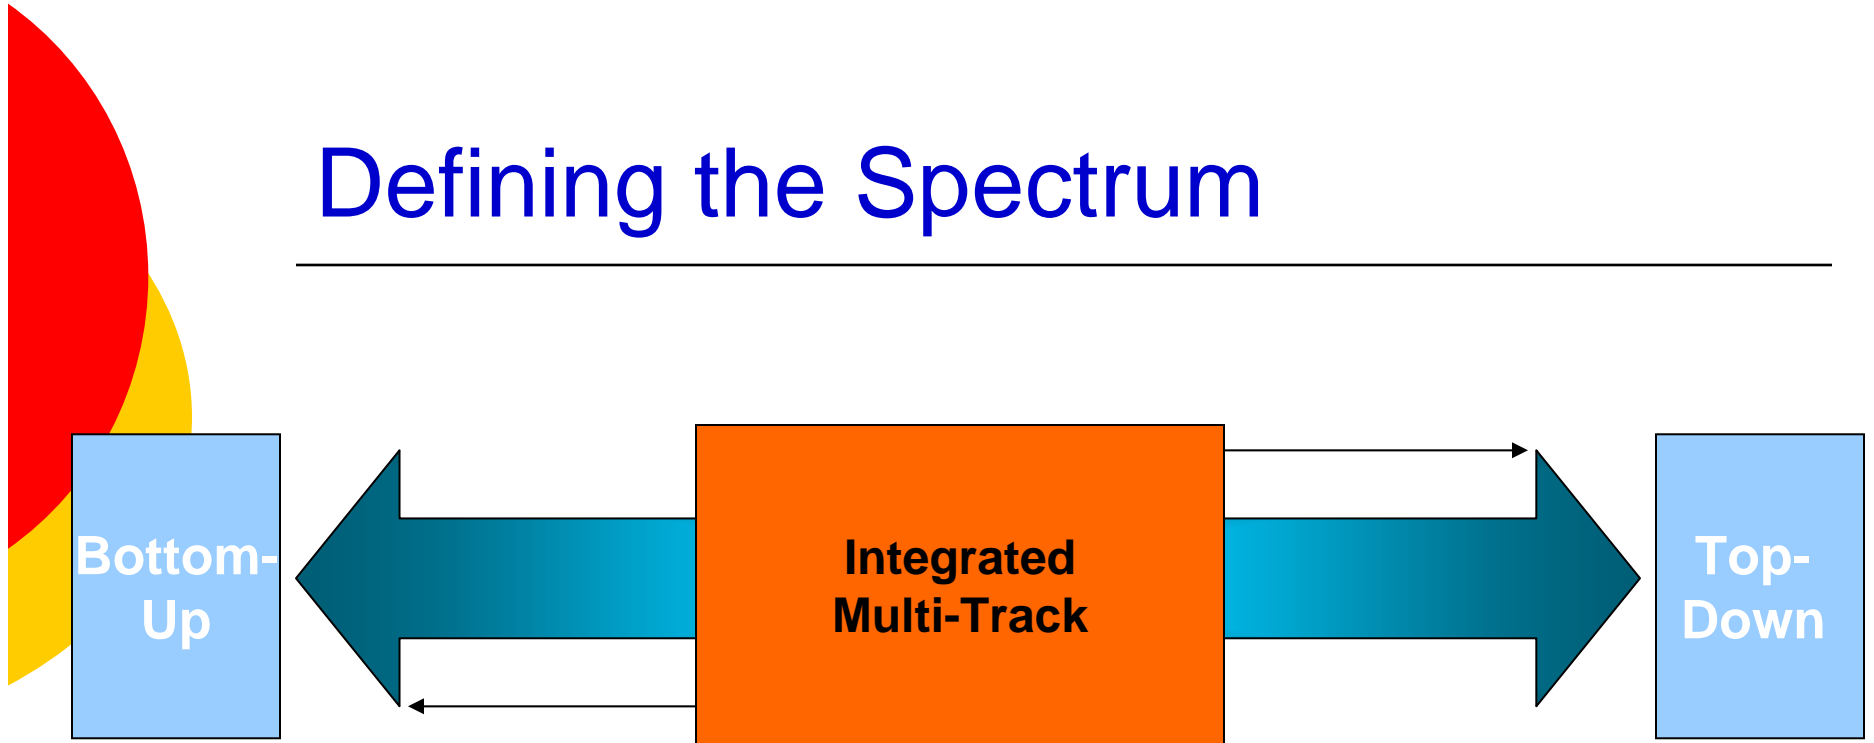 Defining the Spectrum
Bottom-
Up
Integrated
Multi-Track
Top-
Down